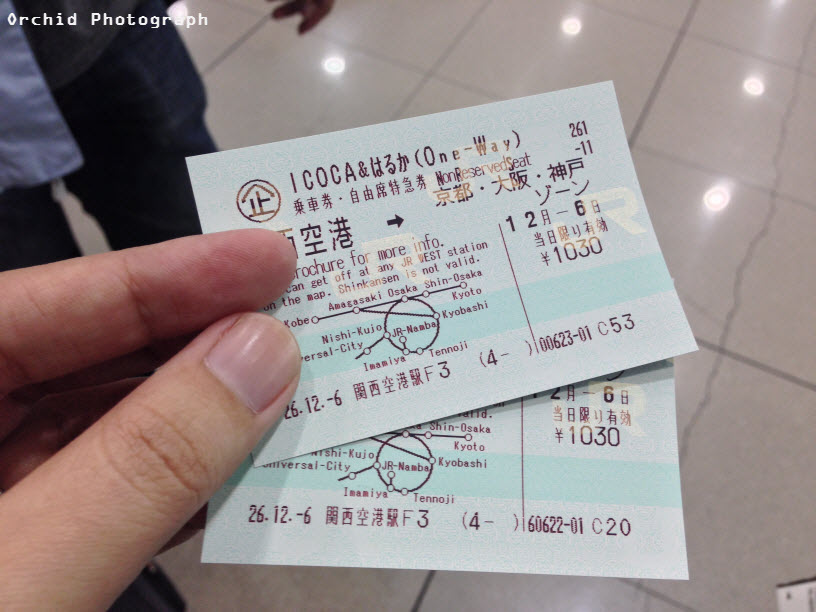 Orchid Photograph
企
ICOCA&はるか(One-Way)
261
-11
乗車券・自由席特急券 NonReservedSeat
西空港 ➡ 京都・大阪・神戸
ゾーン
12月-6日
当日限り有効
¥1030
brochure for more info.
can get off at any JR WEST station
on the map. Shinkansen is not valid.
Amagasaki Osaka Shin-Osaka
Kyoto
Kobe
Kyobashi
Nishi-Kujo
JR-Namba
Universal-City
Tennoji
Imamiya
26.12.-6 関西空港駅F3 (4- )
00623-01 C53
2月-6日
当日限り有効
¥1030
valid.
Shin-Osaka
Kyoto
Nishi-Kujo
Kyobashi
Universal-City
JR-Namba
Imamiya
Tennoji
26.12.-6 関西空港駅F3 (4- )
60622-01 C20